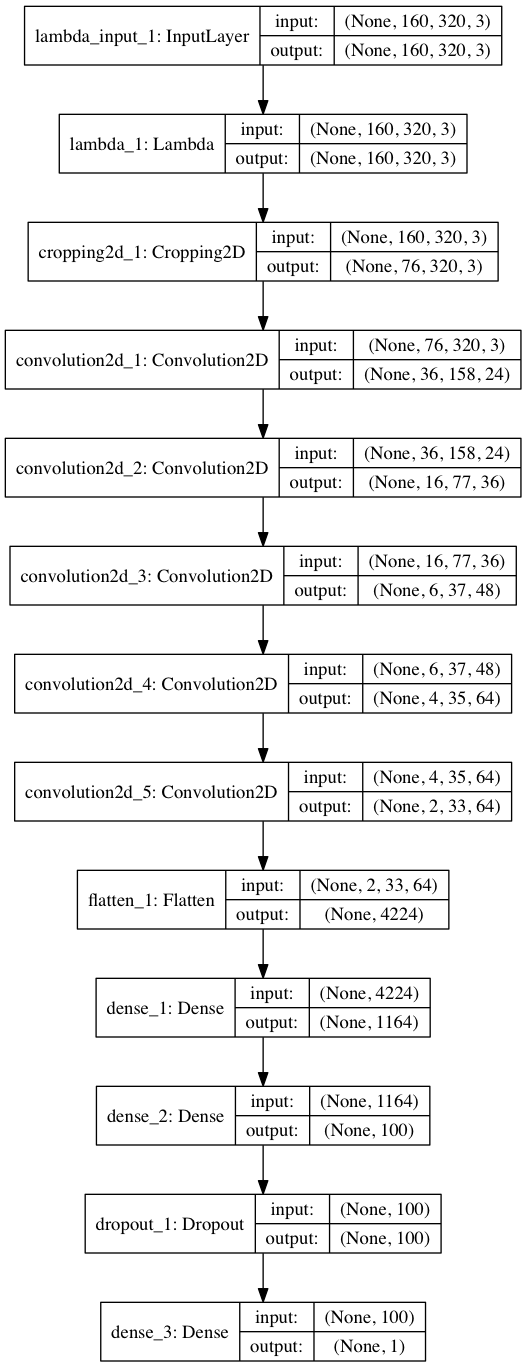 lambda_input_1: InputLayer
input: (None, 160, 320, 3)
output: (None, 160, 320, 3)
lambda_1: Lambda
input: (None, 160, 320, 3)
output: (None, 160, 320, 3)
cropping2d_1: Cropping2D
input: (None, 160, 320, 3)
output: (None, 76, 320, 3)
convolution2d_1: Convolution2D
input: (None, 76, 320, 3)
output: (None, 36, 158, 24)
convolution2d_2: Convolution2D
input: (None, 36, 158, 24)
output: (None, 16, 77, 36)
convolution2d_3: Convolution2D
input: (None, 16, 77, 36)
output: (None, 6, 37, 48)
convolution2d_4: Convolution2D
input: (None, 6, 37, 48)
output: (None, 4, 35, 64)
convolution2d_5: Convolution2D
input: (None, 4, 35, 64)
output: (None, 2, 33, 64)
flatten_1: Flatten
input: (None, 2, 33, 64)
output: (None, 4224)
dense_1: Dense
input: (None, 4224)
output: (None, 1164)
dense_2: Dense
input: (None, 1164)
output: (None, 100)
dropout_1: Dropout
input: (None, 100)
output: (None, 100)
dense_3: Dense
input: (None, 100)
output: (None, 1)